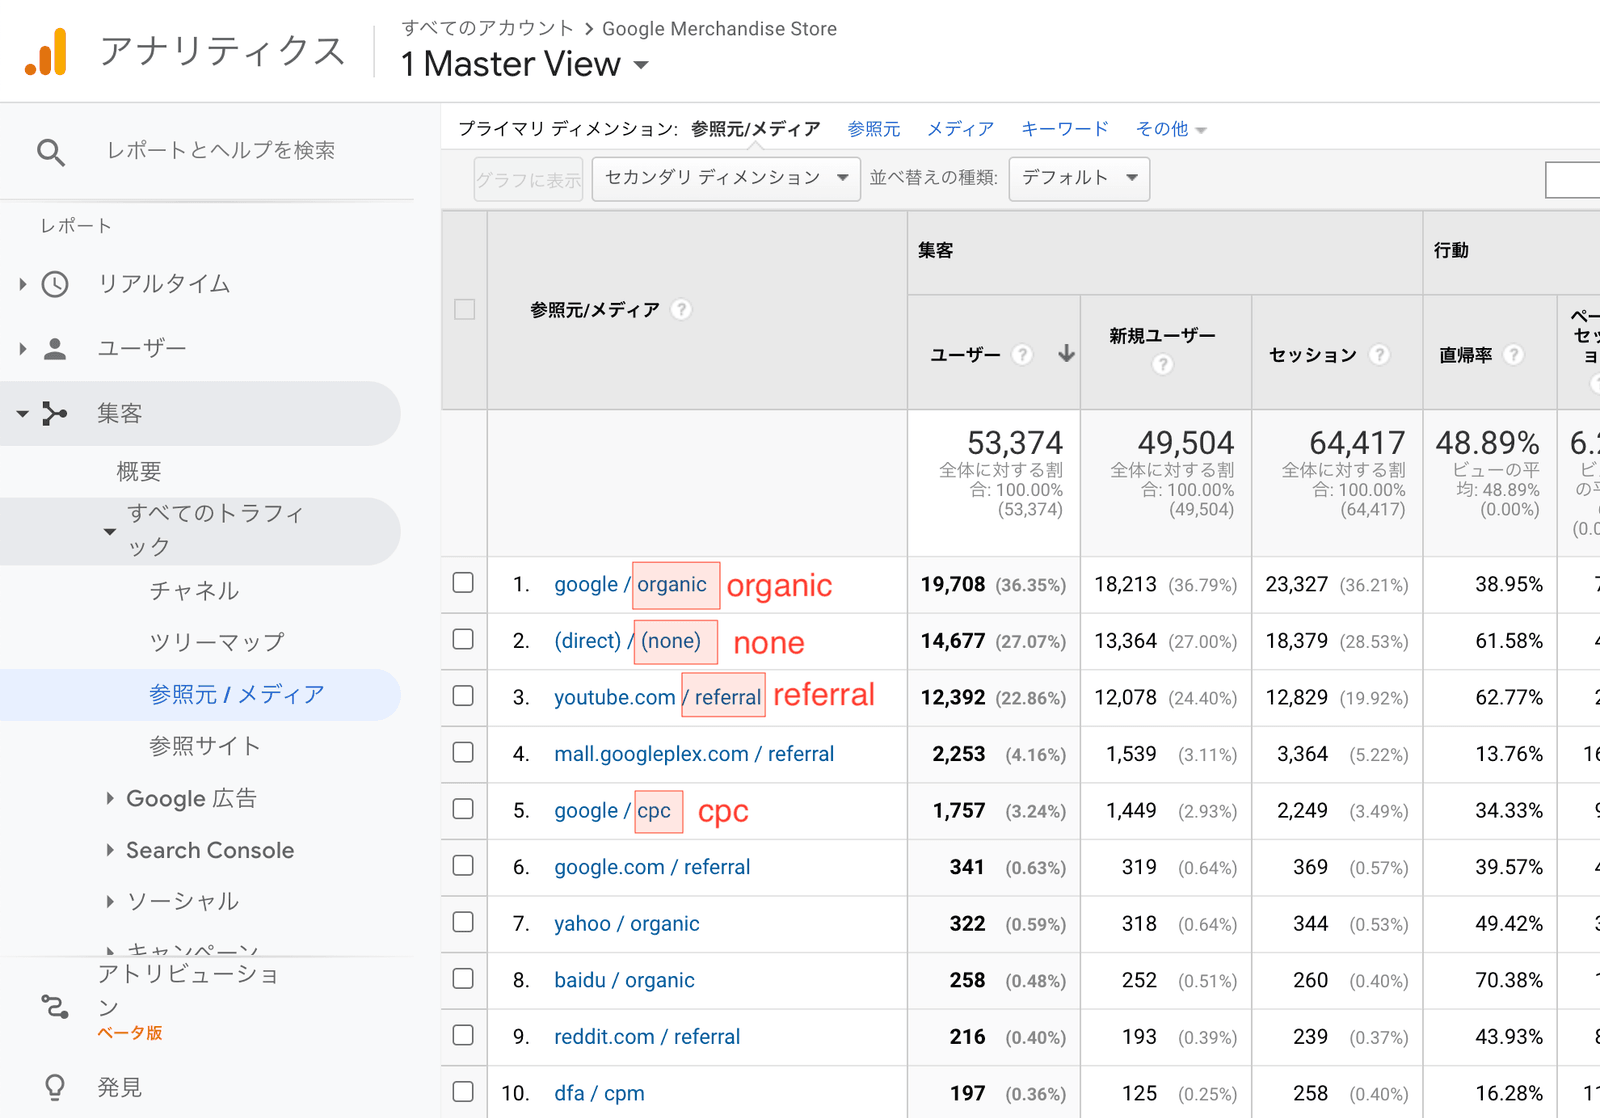 アナリティクス
すべてのアカウント > Google Merchandise Store
1 Master View
レポートとヘルプを検索
レポート
リアルタイム
ユーザー
集客
概要
すべてのトラフィ
ック
チャネル
ツリーマップ
参照元 / メディア
参照サイト
Google 広告
Search Console
ソーシャル
キャンペーン
アトリビューショ
ン
ベータ版
発見
プライマリ ディメンション: 参照元/メディア 参照元 メディア キーワード その他
グラフに表示 セカンダリ ディメンション 並べ替えの種類: デフォルト
参照元/メディア ?
集客
行動
ユーザー ?
新規ユーザー
?
セッション ?
直帰率 ?
ペー
セッ
ョ
53,374
全体に対する割
合: 100.00%
(53,374)
49,504
全体に対する割
合: 100.00%
(49,504)
64,417
全体に対する割
合: 100.00%
(64,417)
48.89%
ビューの平
均: 48.89%
(0.00%)
6.2
ビ
の平
(0.0
1. google / organic organic 19,708 (36.35%) 18,213 (36.79%) 23,327 (36.21%) 38.95%
2. (direct) / (none) none 14,677 (27.07%) 13,364 (27.00%) 18,379 (28.53%) 61.58%
3. youtube.com / referral referral 12,392 (22.86%) 12,078 (24.40%) 12,829 (19.92%) 62.77%
4. mall.googleplex.com / referral 2,253 (4.16%) 1,539 (3.11%) 3,364 (5.22%) 13.76% 16
5. google / cpc cpc 1,757 (3.24%) 1,449 (2.93%) 2,249 (3.49%) 34.33%
6. google.com / referral 341 (0.63%) 319 (0.64%) 369 (0.57%) 39.57%
7. yahoo / organic 322 (0.59%) 318 (0.64%) 344 (0.53%) 49.42%
8. baidu / organic 258 (0.48%) 252 (0.51%) 260 (0.40%) 70.38%
9. reddit.com / referral 216 (0.40%) 193 (0.39%) 239 (0.37%) 43.93%
10. dfa / cpm 197 (0.36%) 125 (0.25%) 258 (0.40%) 16.28% 11